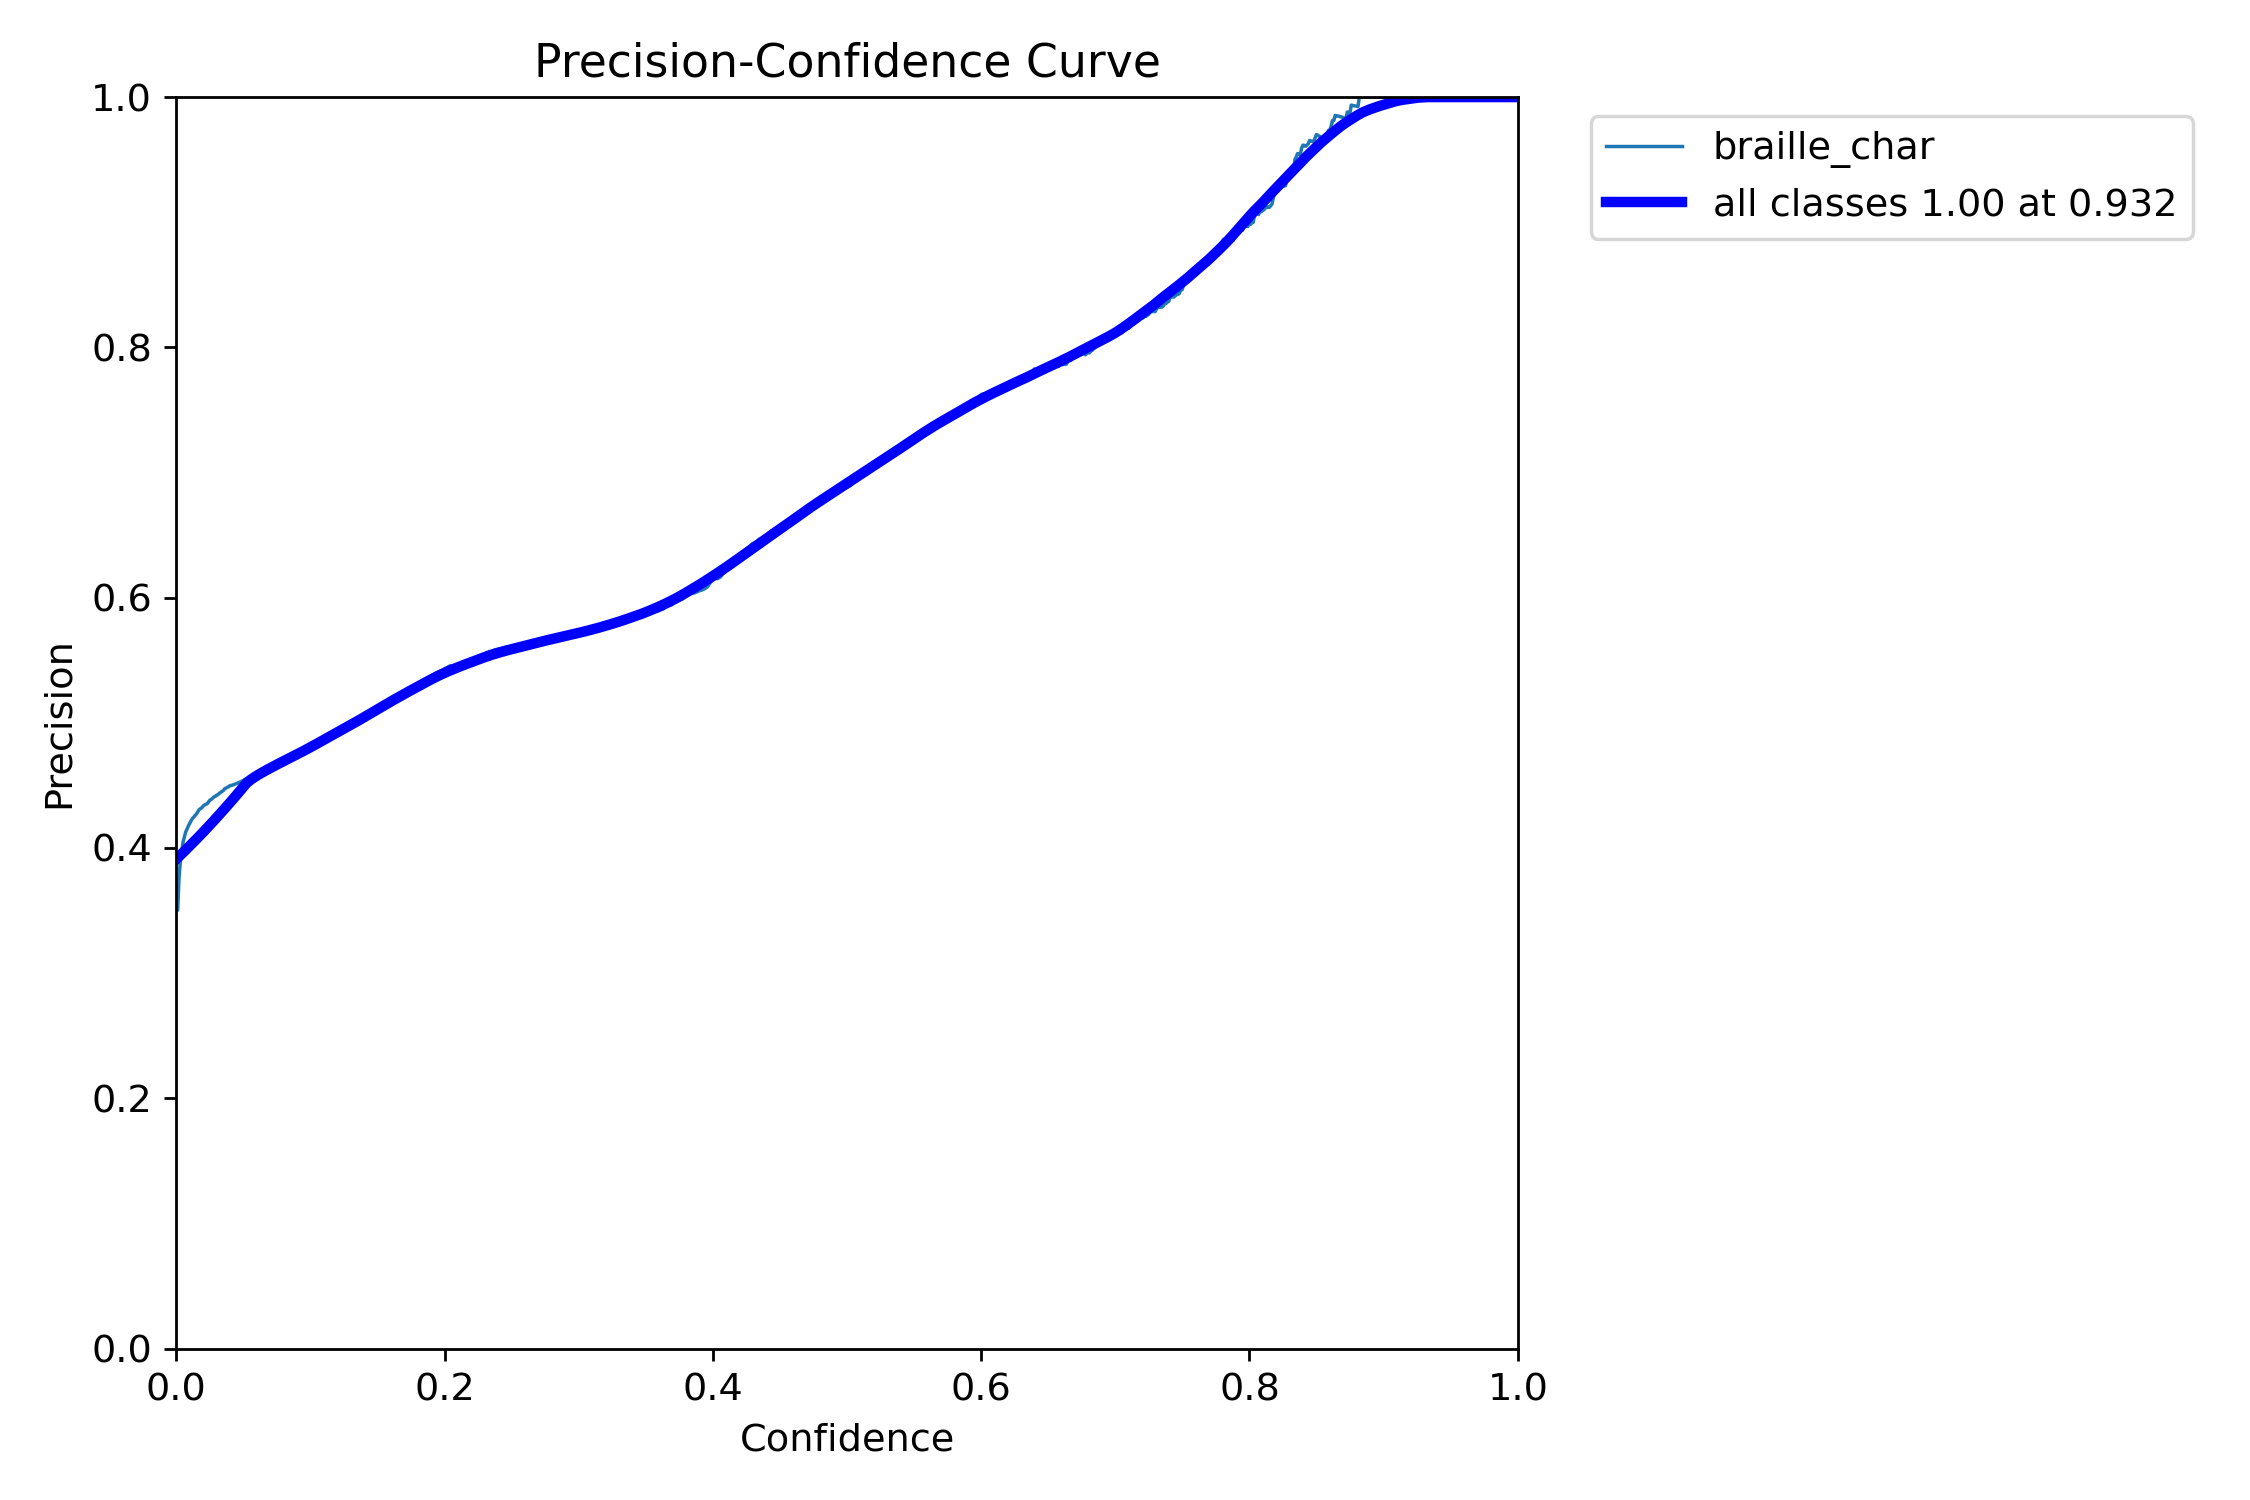 Precision-Confidence Curve
1.0
0.8
0.6
0.4
0.2
0.0
Precision
0.0 0.2 0.4 0.6 0.8 1.0
Confidence
braille_char
all classes 1.00 at 0.932